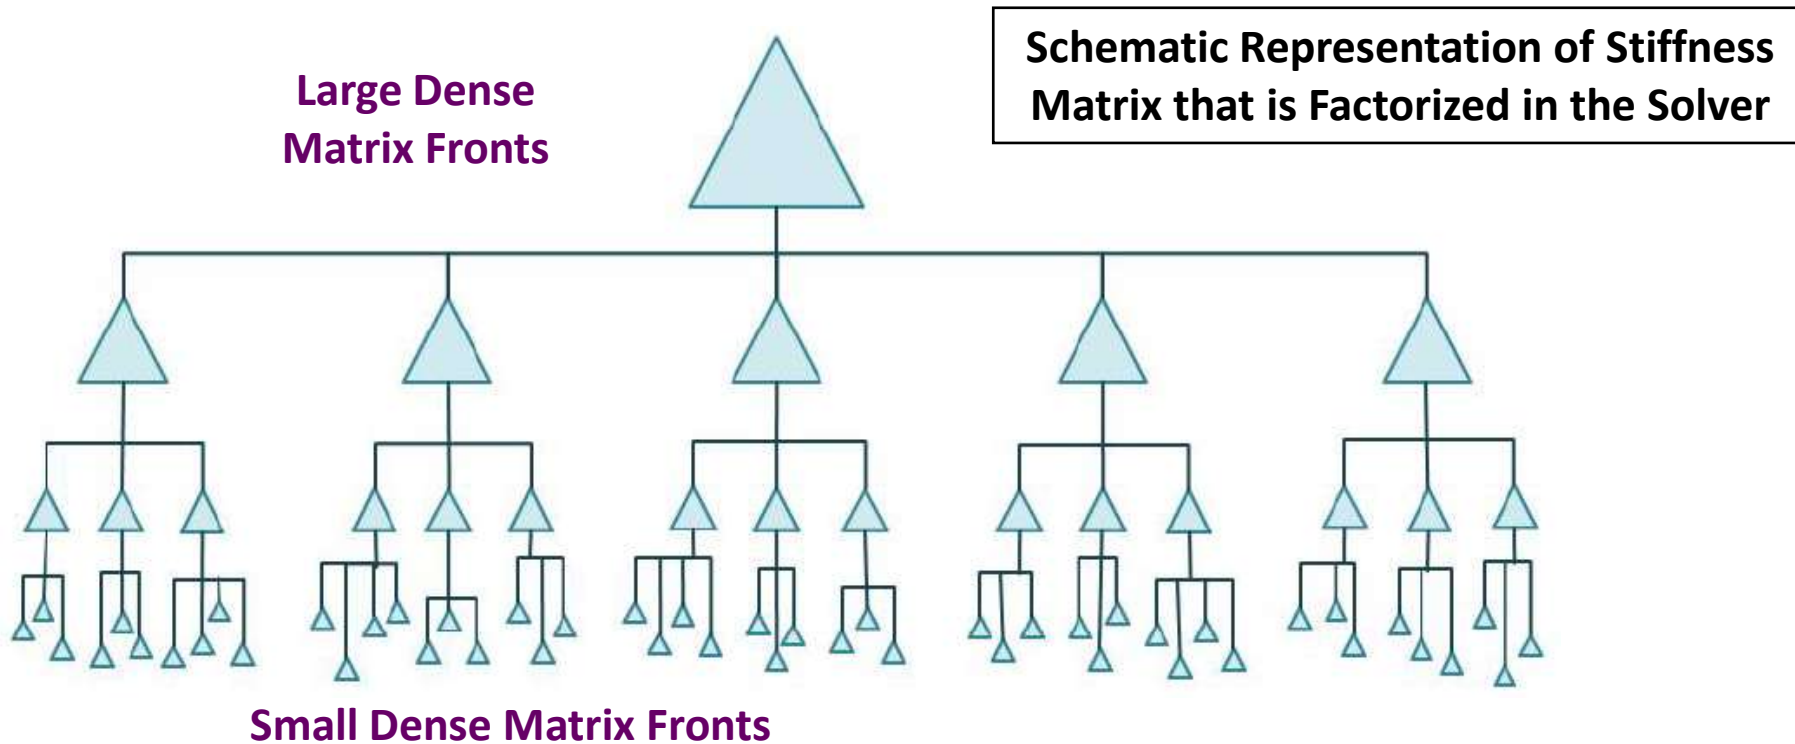 Large Dense
Matrix Fronts
Schematic Representation of Stiffness
Matrix that is Factorized in the Solver
Small Dense Matrix Fronts